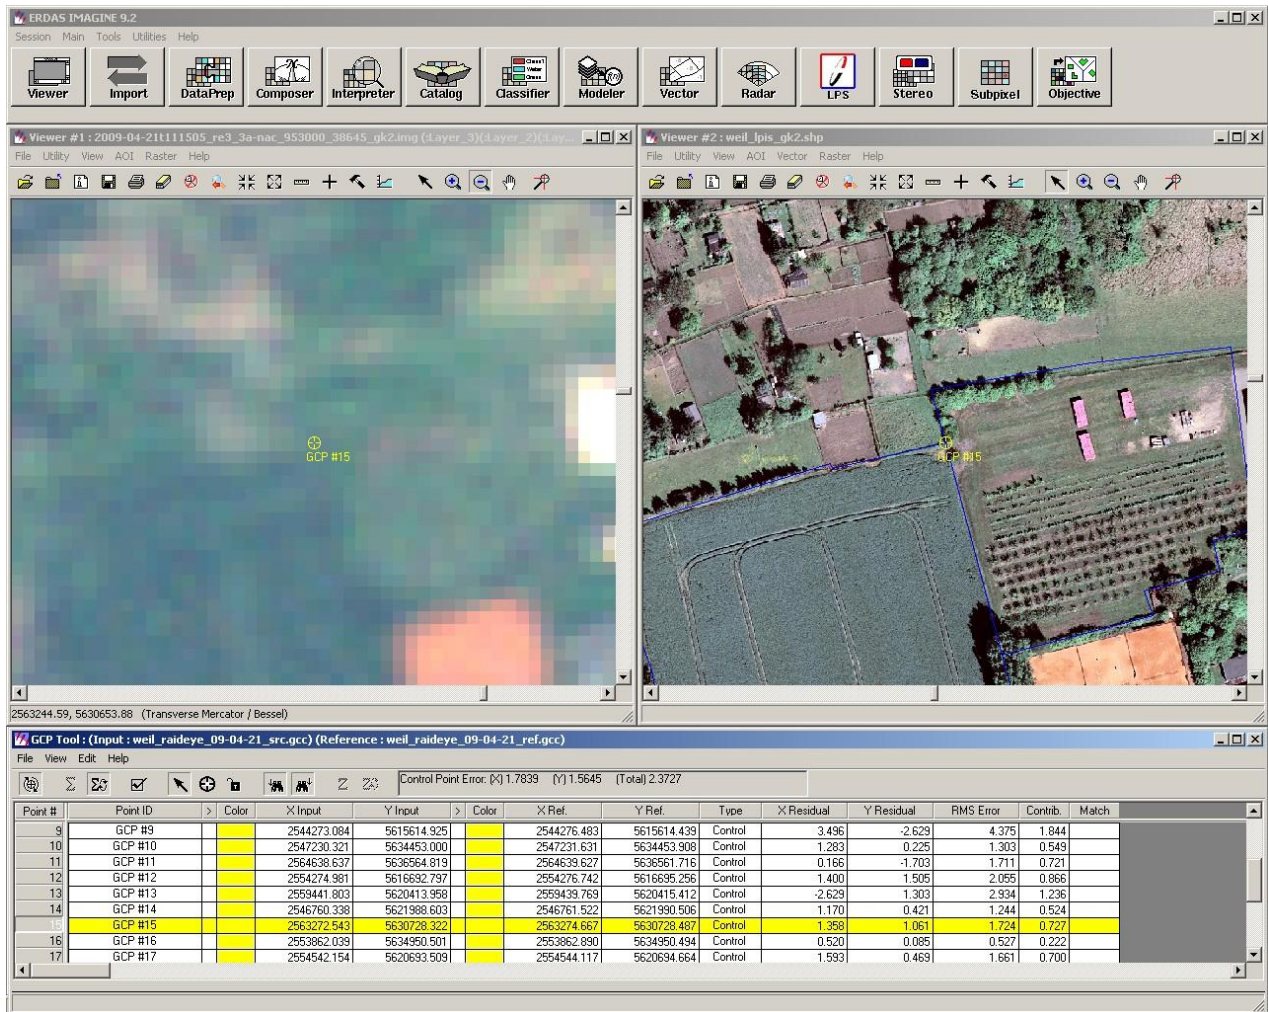 ERDAS IMAGINE 9.2
Session Main Tools Utilities Help
Viewer Import DataPrep Composer Interpreter Catalog Classifier Modeler Vector Radar LPS Stereo Subpixel Objective
Viewer #1 : 2009-04-21t111505_re3_3a-nac_953000_38645_gk2.img (:Layer_3)(:Layer_2)(:Lay...
File Utility View AOI Raster Help
GCP #15
2563244.59, 5630653.88 (Transverse Mercator / Bessel)
Viewer #2 : weil_lpis_gk2.shp
File Utility View AOI Vector Raster Help
GCP #15
GCP Tool : (Input : weil_raideye_09-04-21_src.gcc) (Reference : weil_raideye_09-04-21_ref.gcc)
File View Edit Help
Control Point Error: (X) 1.7839 (Y) 1.5645 (Total) 2.3727
Point # Point ID > Color X Input Y Input > Color X Ref. Y Ref. Type X Residual Y Residual RMS Error Contrib. Match
9 GCP #9 2544273.084 5615614.925 2544276.483 5615614.439 Control 3.496 -2.629 4.375 1.844
10 GCP #10 2547230.321 5634453.000 2547231.631 5634453.908 Control 1.283 0.225 1.303 0.549
11 GCP #11 2564638.637 5636564.819 2564639.627 5636561.716 Control 0.166 -1.703 1.711 0.721
12 GCP #12 2554274.981 5616692.797 2554276.742 5616695.256 Control 1.400 1.505 2.055 0.866
13 GCP #13 2559441.803 5620413.958 2559439.769 5620415.412 Control -2.629 1.303 2.934 1.236
14 GCP #14 2546760.338 5621988.603 2546761.522 5621990.506 Control 1.170 0.421 1.244 0.524
15 GCP #15 2563272.543 5630728.322 2563274.667 5630728.487 Control 1.358 1.061 1.724 0.727
16 GCP #16 2553862.039 5634950.501 2553862.890 5634950.494 Control 0.520 0.085 0.527 0.222
17 GCP #17 2554542.154 5620693.509 2554544.117 5620694.664 Control 1.593 0.469 1.661 0.700